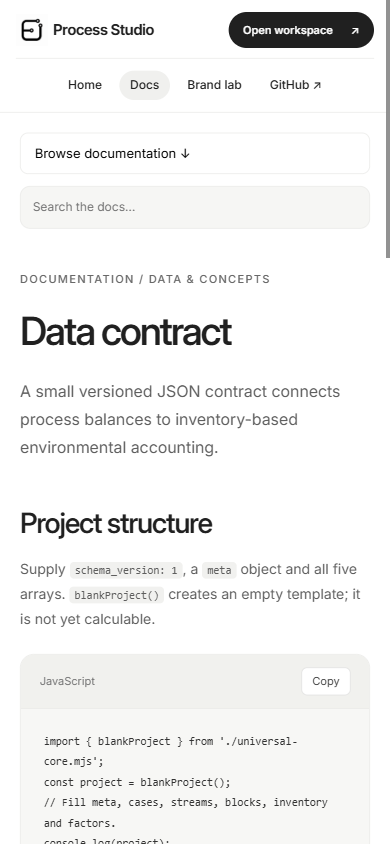 Process Studio
Open workspace ↗
Home Docs Brand lab GitHub ↗
Browse documentation ↓
Search the docs...
DOCUMENTATION / DATA & CONCEPTS
Data contract
A small versioned JSON contract connects
process balances to inventory-based
environmental accounting.
Project structure
Supply schema_version: 1, a meta object and all five
arrays. blankProject() creates an empty template; it
is not yet calculable.
JavaScript
Copy
import { blankProject } from './universal-
core.mjs';
const project = blankProject();
// Fill meta, cases, streams, blocks, inventory
and factors.
console.log(project);